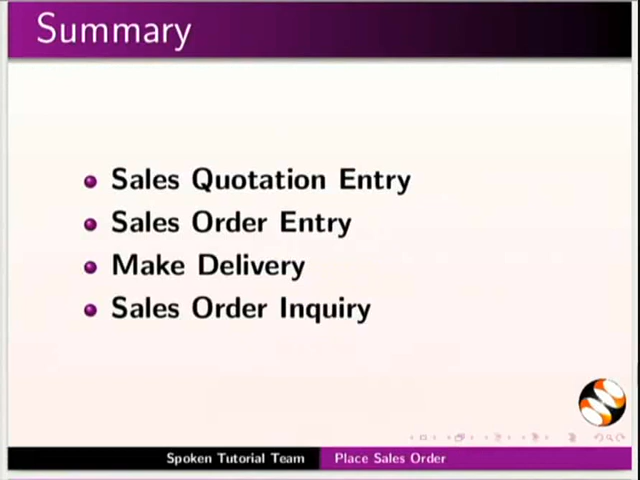 Summary
Sales Quotation Entry
Sales Order Entry
Make Delivery
Sales Order Inquiry
Spoken Tutorial Team
Place Sales Order